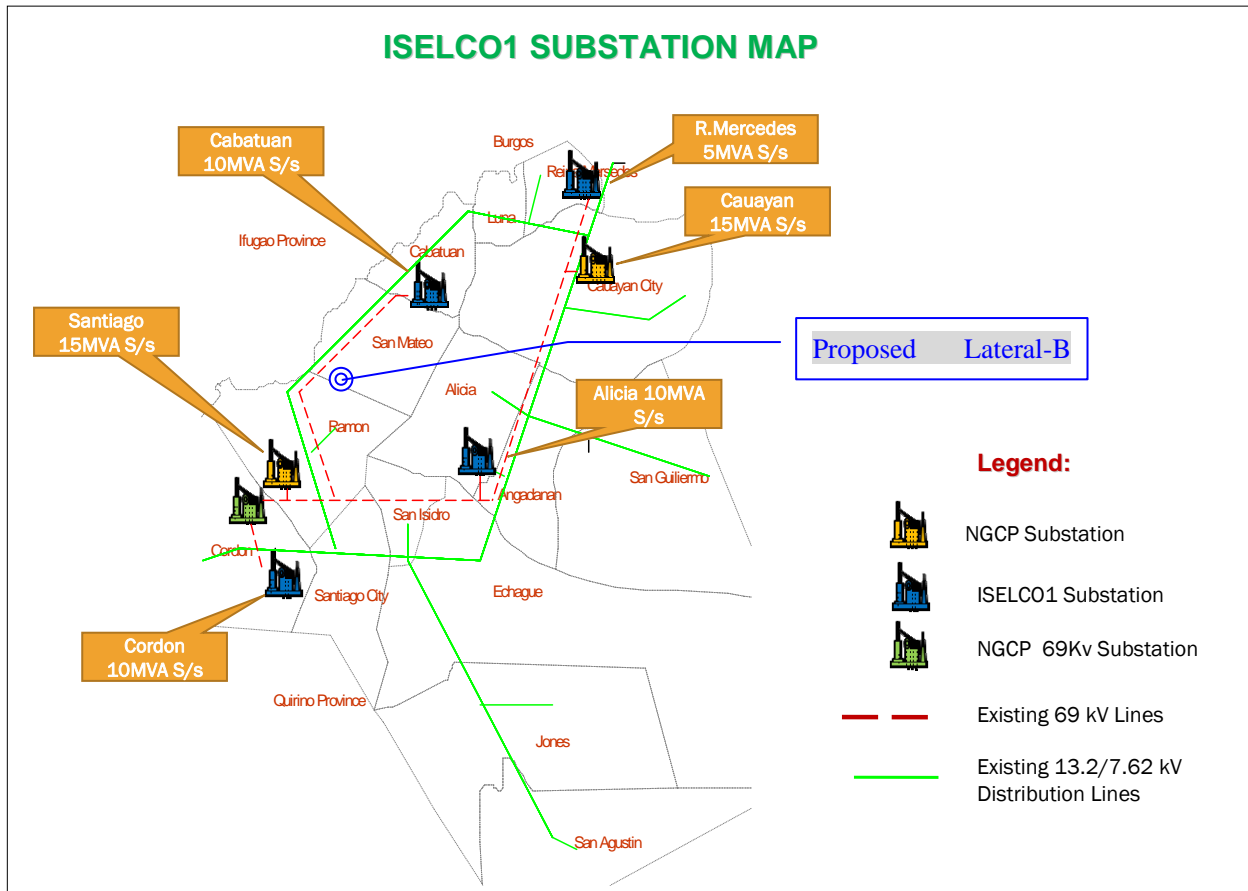 ISELCO1 SUBSTATION MAP
Cabatuan
10MVA S/s
Burgos
R.Mercedes
5MVA S/s
Luna
Cauayan
15MVA S/s
Ifugao Province
Cabatuan
Cauayan City
Santiago
15MVA S/s
San Mateo
Proposed Lateral-B
Alicia
Alicia 10MVA
S/s
Ramon
San Guillermo
Angadanan
San Isidro
Cordon
Santiago City
Echague
Cordon
10MVA S/s
Quirino Province
Jones
San Agustin
Legend:
NGCP Substation
ISELCO1 Substation
NGCP 69Kv Substation
Existing 69 kV Lines
Existing 13.2/7.62 kV
Distribution Lines